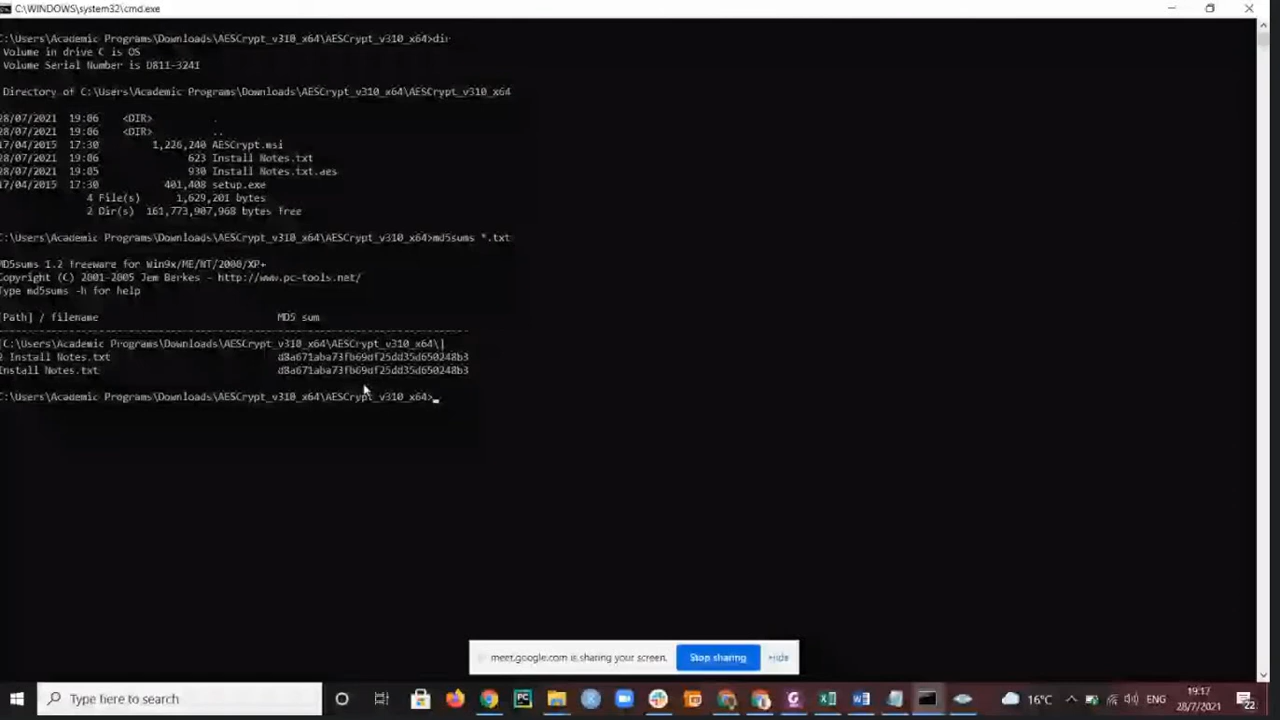 C:\WINDOWS\system32\cmd.exe
C:\Users\Academic Programs\Downloads\AESCrypt_v310_x64\AESCrypt_v310_x64>dir
Volume in drive C is OS
Volume Serial Number is D811-3241
Directory of C:\Users\Academic Programs\Downloads\AESCrypt_v310_x64\AESCrypt_v310_x64
28/07/2021 19:06 <DIR> .
28/07/2021 19:06 <DIR> ..
17/04/2015 17:30 1,226,240 AESCrypt.msi
28/07/2021 19:06 623 Install Notes.txt
28/07/2021 19:05 930 Install Notes.txt.aes
17/04/2015 17:30 401,408 setup.exe
4 File(s) 1,629,201 bytes
2 Dir(s) 161,773,907,968 bytes free
C:\Users\Academic Programs\Downloads\AESCrypt_v310_x64\AESCrypt_v310_x64>md5sums *.txt
MD5sums 1.2 freeware for Win9x/ME/NT/2000/XP+
Copyright (C) 2001-2005 Jem Berkes - http://www.pc-tools.net/
Type md5sums -h for help
[Path] / filename MD5 sum
[C:\Users\Academic Programs\Downloads\AESCrypt_v310_x64\AESCrypt_v310_x64\]
2 Install Notes.txt d8a671aba73fb69df25dd35d650248b3
Install Notes.txt d8a671aba73fb69df25dd35d650248b3
C:\Users\Academic Programs\Downloads\AESCrypt_v310_x64\AESCrypt_v310_x64>_
meet.google.com is sharing your screen. Stop sharing Hide
Type here to search 16°C ENG 19:17
28/7/2021 22